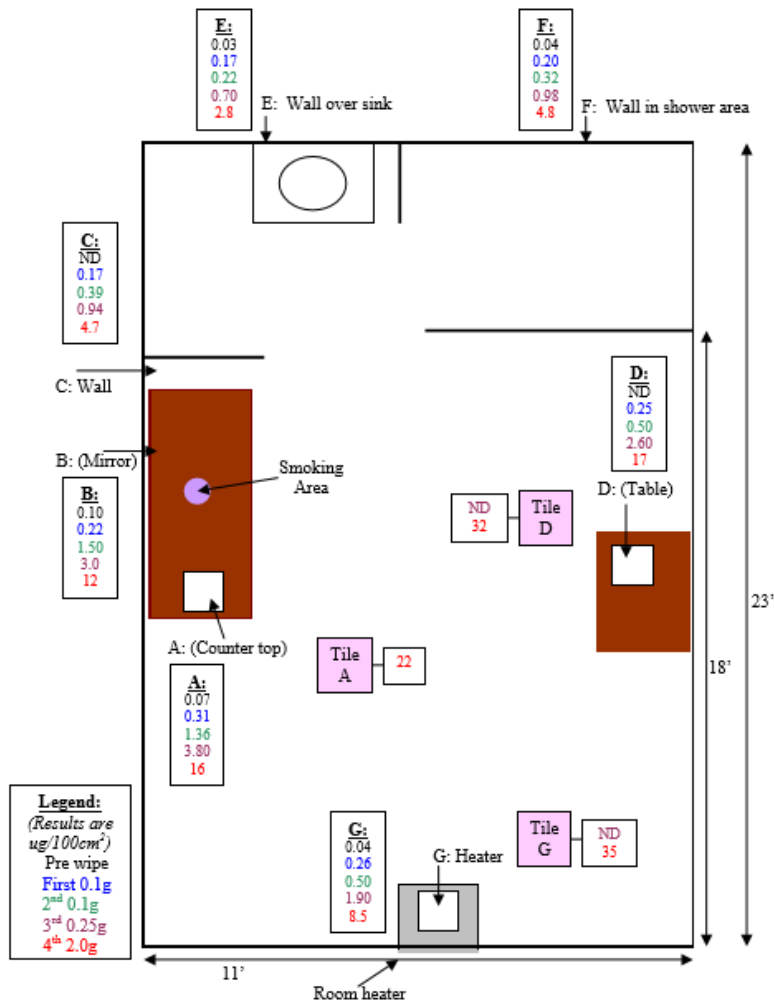 E:
0.03
0.17
0.22
0.70
2.8
E: Wall over sink
F:
0.04
0.20
0.32
0.98
4.8
F: Wall in shower area
C:
ND
0.17
0.39
0.94
4.7
C: Wall
B: (Mirror)
B:
0.10
0.22
1.50
3.0
12
Smoking
Area
D:
ND
0.25
0.50
2.60
17
D: (Table)
ND
32
Tile
D
A: (Counter top)
A:
0.07
0.31
1.36
3.80
16
Tile
A
22
23’
18’
Legend:
(Results are
ug/100cm²)
Pre wipe
First 0.1g
2nd 0.1g
3rd 0.25g
4th 2.0g
G:
0.04
0.26
0.50
1.90
8.5
G: Heater
Tile
G
ND
35
11’
Room heater